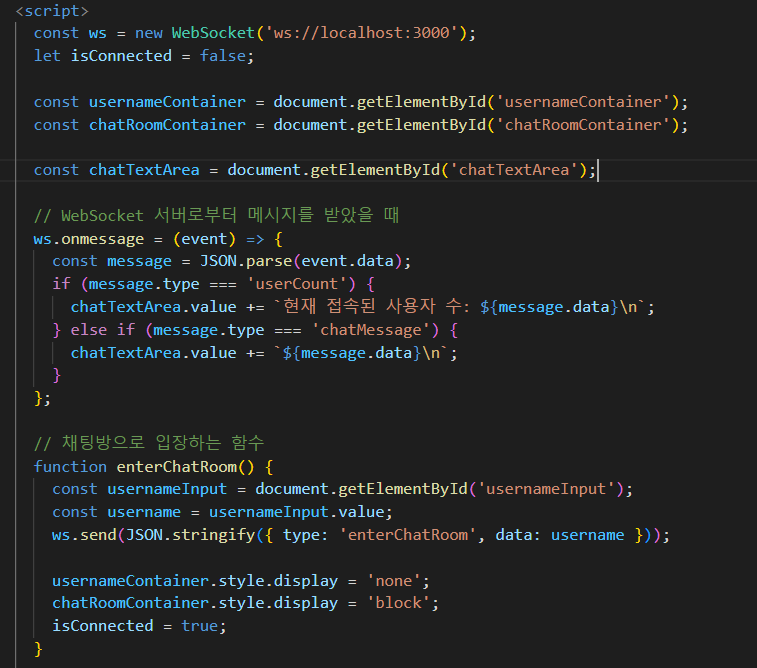 <script>
const ws = new WebSocket('ws://localhost:3000');
let isConnected = false;
const usernameContainer = document.getElementById('usernameContainer');
const chatRoomContainer = document.getElementById('chatRoomContainer');
const chatTextArea = document.getElementById('chatTextArea');
// WebSocket 서버로부터 메시지를 받았을 때
ws.onmessage = (event) => {
const message = JSON.parse(event.data);
if (message.type === 'userCount') {
chatTextArea.value += `현재 접속된 사용자 수: ${message.data}\n`;
} else if (message.type === 'chatMessage') {
chatTextArea.value += `${message.data}\n`;
}
};
// 채팅방으로 입장하는 함수
function enterChatRoom() {
const usernameInput = document.getElementById('usernameInput');
const username = usernameInput.value;
ws.send(JSON.stringify({ type: 'enterChatRoom', data: username }));
usernameContainer.style.display = 'none';
chatRoomContainer.style.display = 'block';
isConnected = true;
}